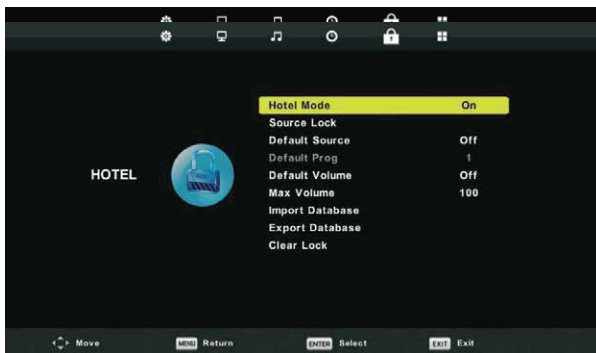 Hotel Mode On
Source Lock
Default Source Off
Default Prog 1
HOTEL
Default Volume Off
Max Volume 100
Import Database
Export Database
Clear Lock
Move MENU Return ENTER Select EXIT Exit